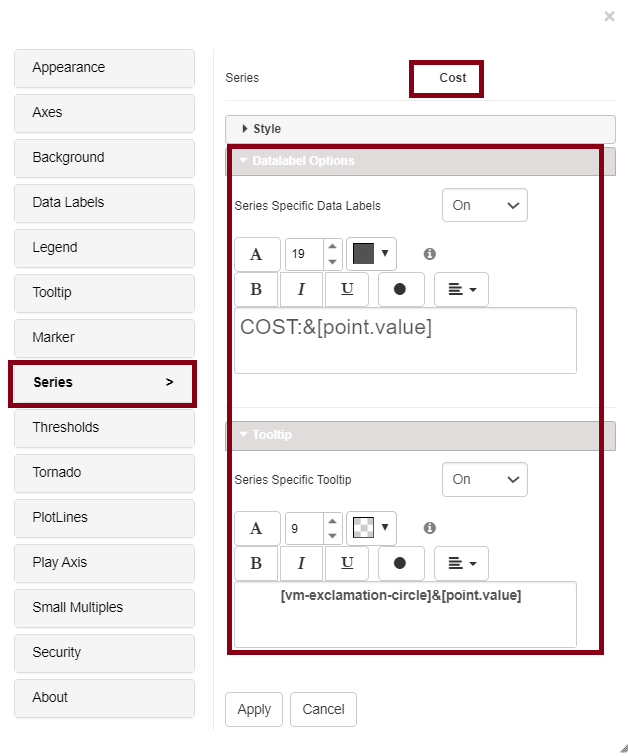 ×
Appearance
Axes
Background
Data Labels
Legend
Tooltip
Marker
Series >
Thresholds
Tornado
PlotLines
Play Axis
Small Multiples
Security
About
Series Cost
Style
Datalabel Options
Series Specific Data Labels On
A 19
B I U
COST:&[point.value]
Tooltip
Series Specific Tooltip On
A 9
B I U
[vm-exclamation-circle]&[point.value]
Apply Cancel